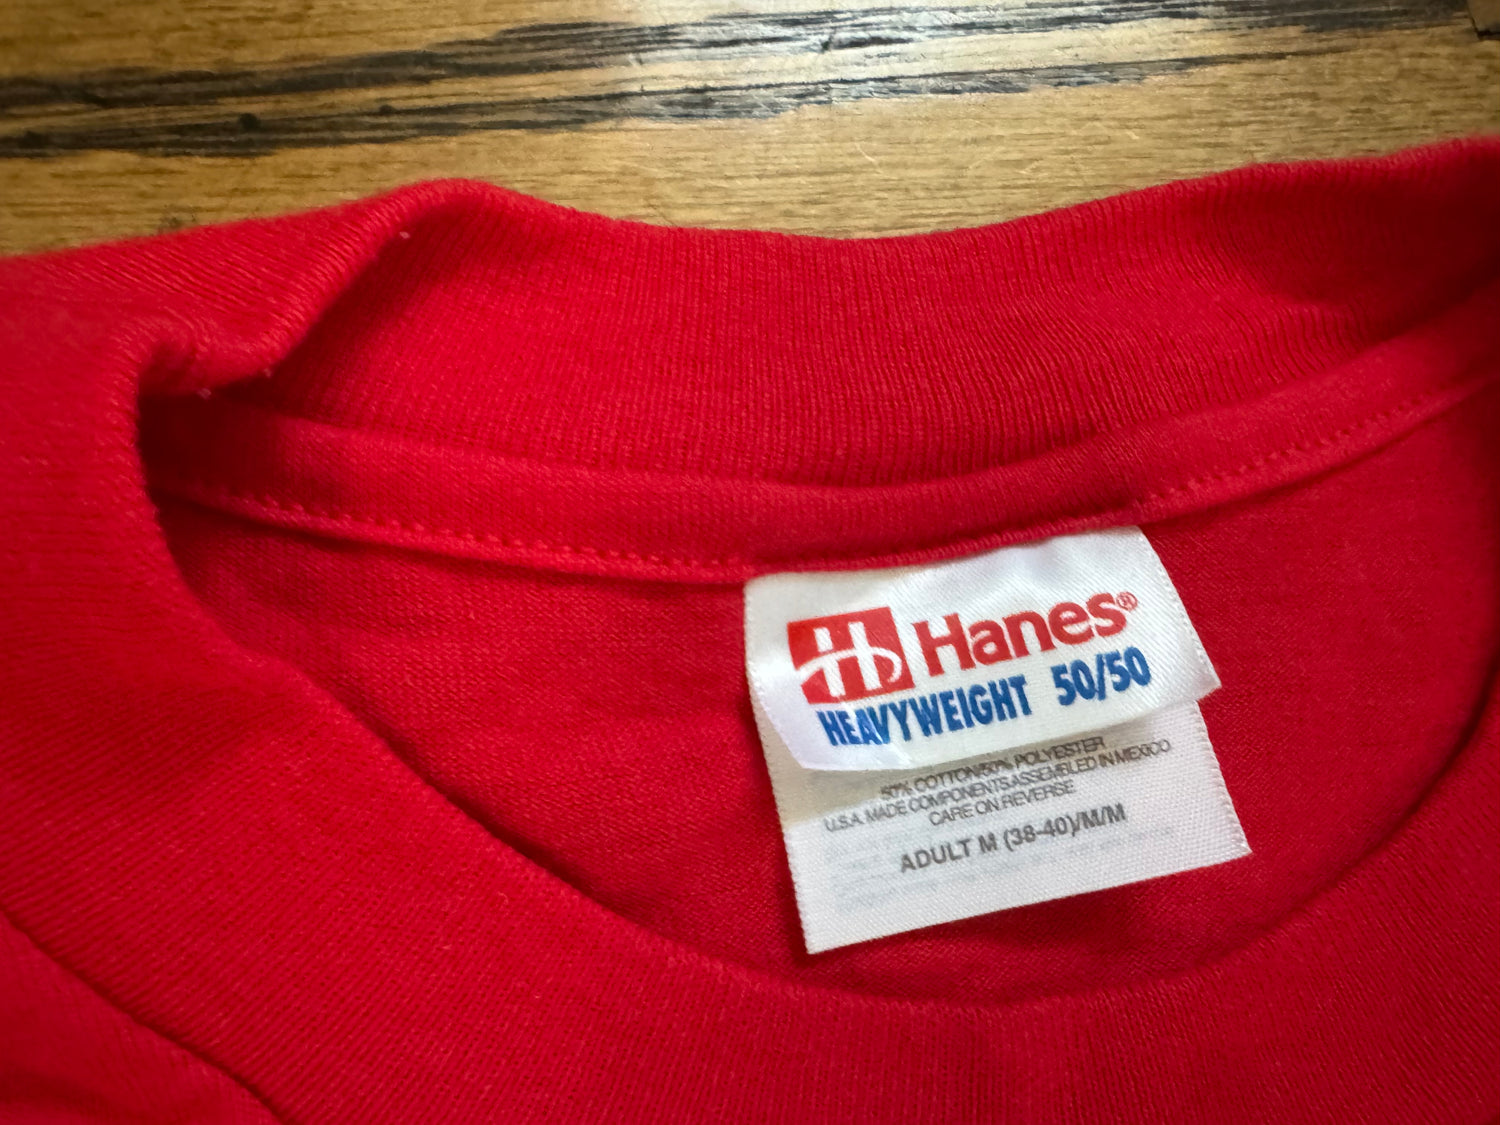 Hanes®
HEAVYWEIGHT 50/50
50% COTTON/50% POLYESTER
U.S.A. MADE COMPONENTS ASSEMBLED IN MEXICO
CARE ON REVERSE
ADULT M (38-40)/M/M